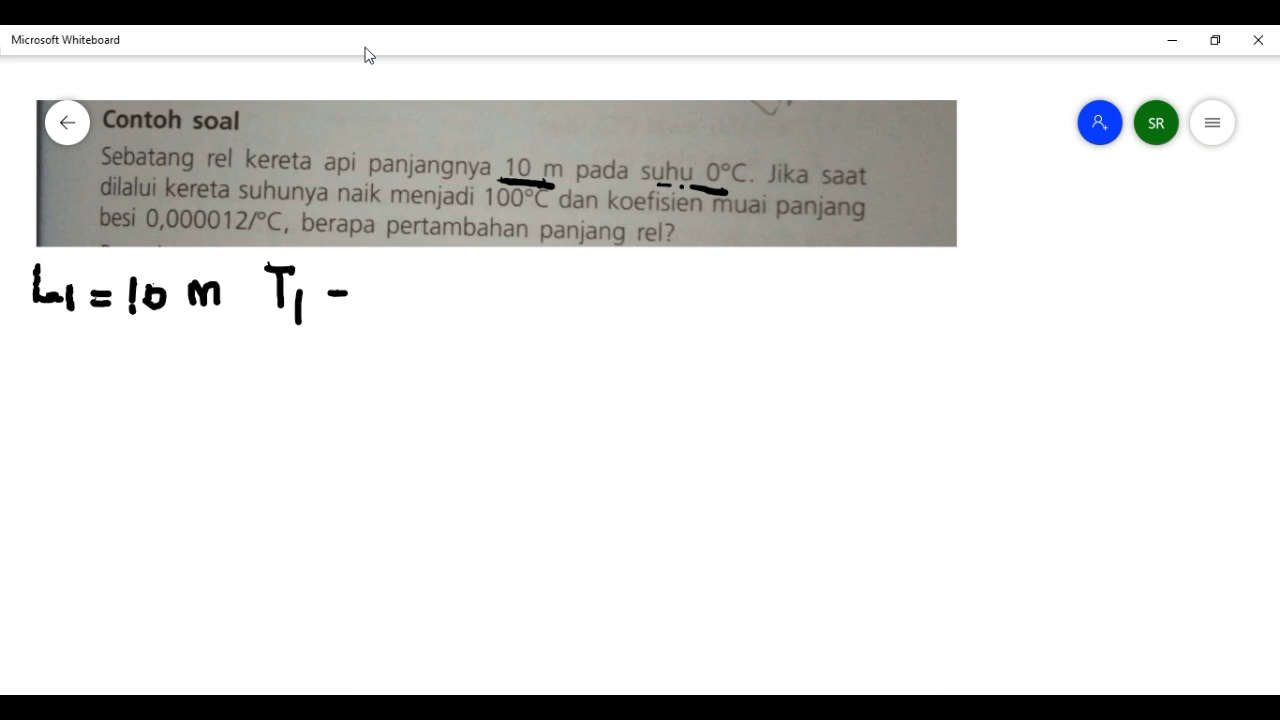 Microsoft Whiteboard
Contoh soal
SR
Sebatang rel kereta api panjangnya 10 m pada suhu 0°C. Jika saat
dilalui kereta suhunya naik menjadi 100°C dan koefisien muai panjang
besi 0,000012/°C, berapa pertambahan panjang rel?
L1 = 10 m T1 -